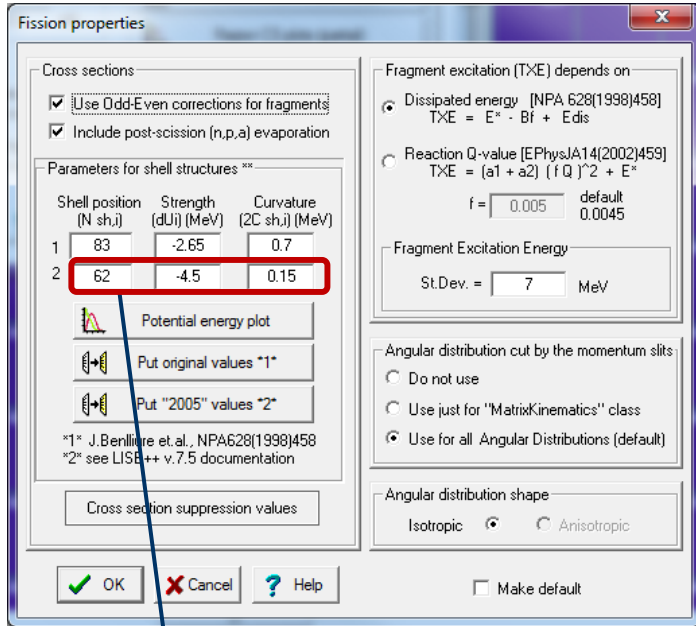 Fission properties
x
Cross sections
Use Odd-Even corrections for fragments
Include post-scission (n,p,a) evaporation
Parameters for shell structures **
Shell position Strength Curvature
(N sh,i) (dUi) (MeV) (2C sh,i) (MeV)
1 83 -2.65 0.7
2 62 -4.5 0.15
Potential energy plot
Put original values *1*
Put "2005" values *2*
*1* J.Benlliure et.al., NPA628(1998)458
*2* see LISE++ v.7.5 documentation
Cross section suppression values
Fragment excitation (TXE) depends on
Dissipated energy [NPA 628(1998)458]
TXE = E* - Bf + Edis
Reaction Q-value [EPhysJA14(2002)459]
TXE = (a1 + a2) ( f Q )^2 + E*
f = 0.005 default
0.0045
Fragment Excitation Energy
St.Dev. = 7 MeV
Angular distribution cut by the momentum slits
Do not use
Use just for "MatrixKinematics" class
Use for all Angular Distributions (default)
Angular distribution shape
Isotropic Anisotropic
OK Cancel ? Help
Make default